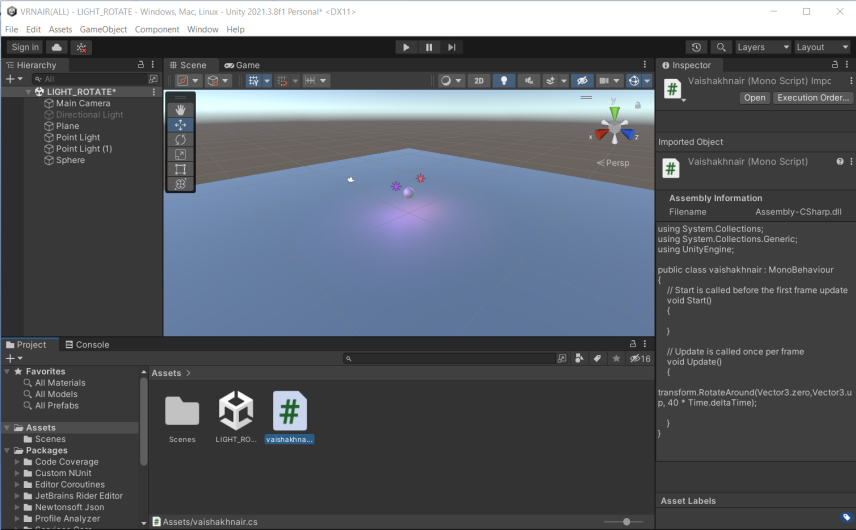 VRNAIR(ALL) - LIGHT_ROTATE - Windows, Mac, Linux - Unity 2021.3.8f1 Personal* <DX11>
File Edit Assets GameObject Component Window Help
Sign in
Layers
Layout
Hierarchy
All
LIGHT_ROTATE*
Main Camera
Directional Light
Plane
Point Light
Point Light (1)
Sphere
Scene
Game
2D
y
x
z
Persp
Inspector
Vaishakhnair (Mono Script) Impo
Open
Execution Order...
Imported Object
Vaishakhnair (Mono Script)
Assembly Information
Filename Assembly-CSharp.dll
using System.Collections;
using System.Collections.Generic;
using UnityEngine;
public class vaishakhnair : MonoBehaviour
{
// Start is called before the first frame update
void Start()
{
}
// Update is called once per frame
void Update()
{
transform.RotateAround(Vector3.zero,Vector3.u
p, 40 * Time.deltaTime);
}
}
Asset Labels
Project
Console
16
Favorites
All Materials
All Models
All Prefabs
Assets
Scenes
Packages
Code Coverage
Custom NUnit
Editor Coroutines
JetBrains Rider Editor
Newtonsoft Json
Profile Analyzer
Assets >
Scenes
LIGHT_RO...
vaishakhna...
Assets/vaishakhnair.cs